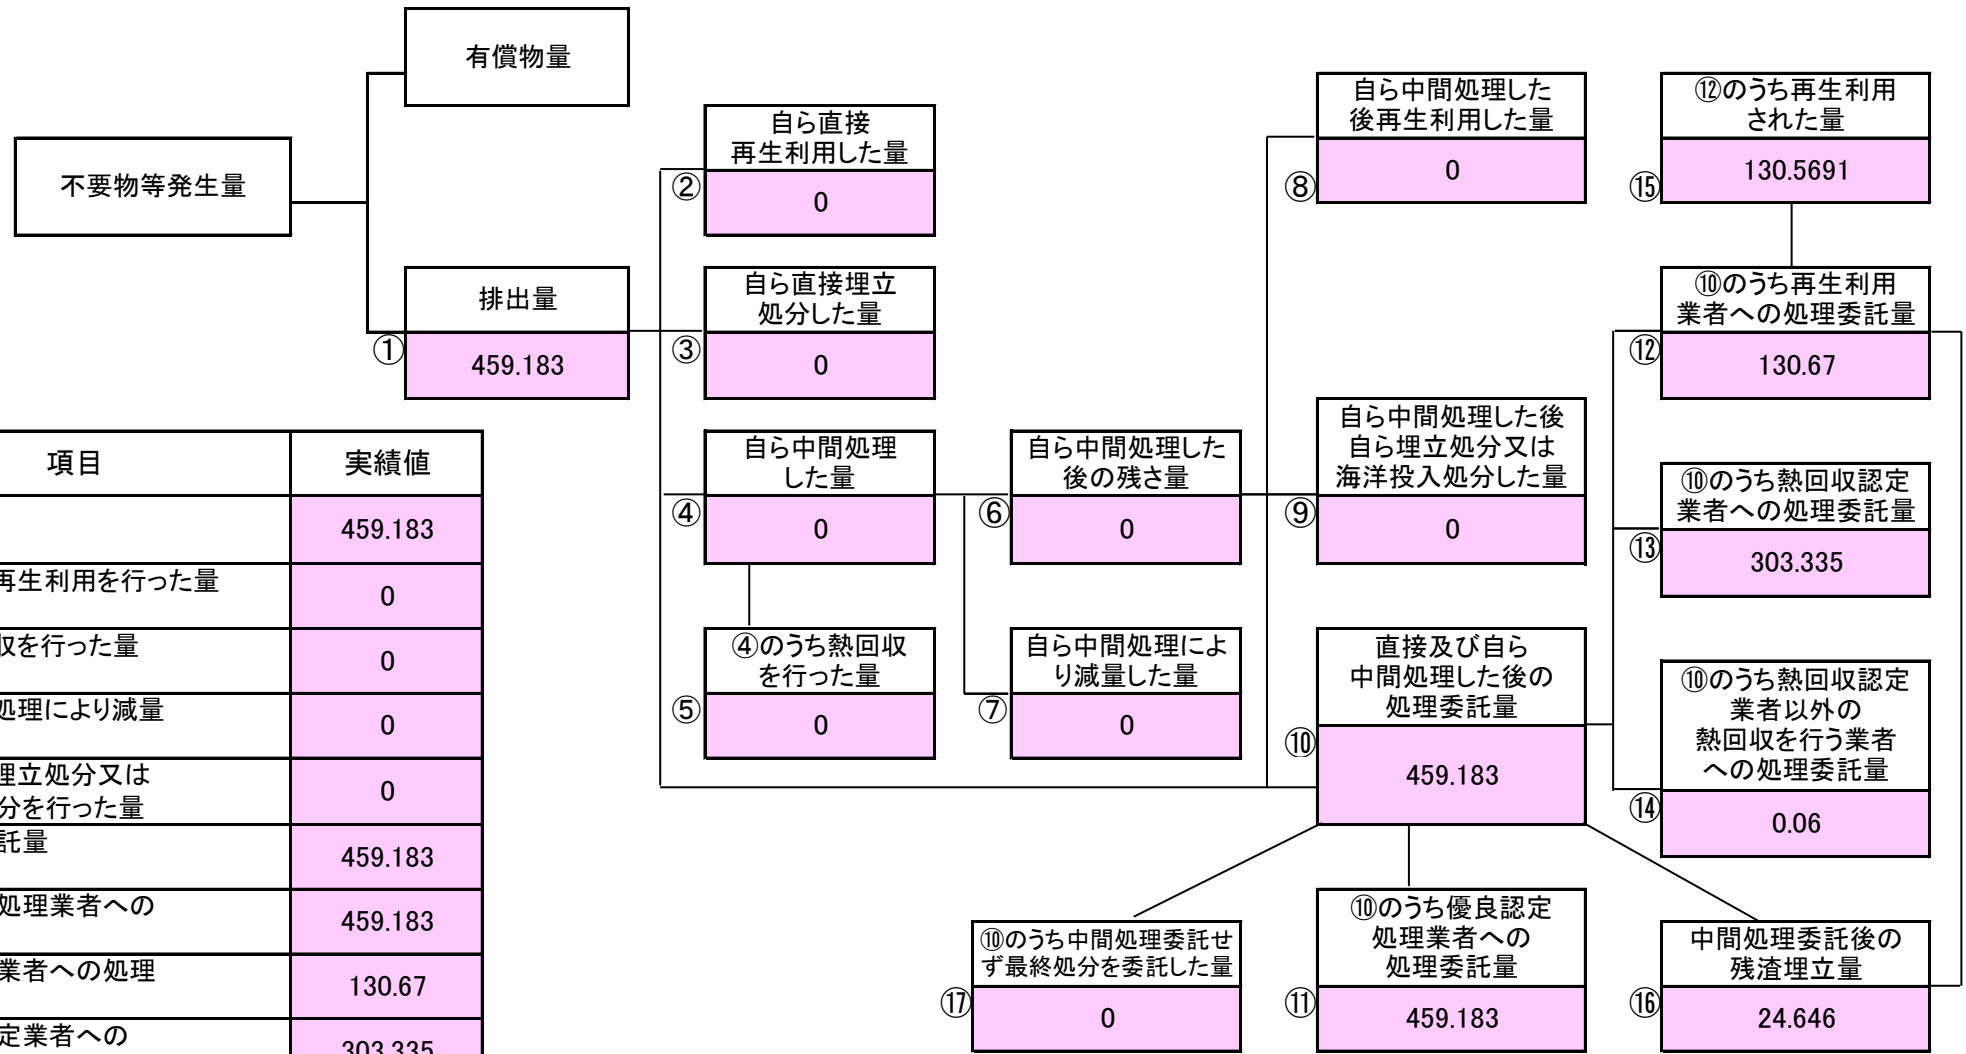 有償物量
不要物等発生量
自ら直接
再生利用した量
②
0
自ら中間処理した
後再生利用した量
⑧
0
⑫のうち再生利用
された量
⑮
130.5691
排出量
①
459.183
自ら直接埋立
処分した量
③
0
⑩のうち再生利用
業者への処理委託量
⑫
130.67
自ら中間処理
した量
④
0
自ら中間処理した
後の残さ量
⑥
0
自ら中間処理した後
自ら埋立処分又は
海洋投入処分した量
⑨
0
⑩のうち熱回収認定
業者への処理委託量
⑬
303.335
④のうち熱回収
を行った量
⑤
0
自ら中間処理によ
り減量した量
⑦
0
直接及び自ら
中間処理した後の
処理委託量
⑩
459.183
⑩のうち熱回収認定
業者以外の
熱回収を行う業者
への処理委託量
⑭
0.06
⑩のうち中間処理委託せ
ず最終処分を委託した量
⑰
0
⑩のうち優良認定
処理業者への
処理委託量
⑪
459.183
中間処理委託後の
残渣埋立量
⑯
24.646
項目 実績値
459.183
再生利用を行った量 0
収を行った量 0
処理により減量 0
埋立処分又は
分を行った量 0
託量 459.183
処理業者への 459.183
業者への処理 130.67
定業者への 303.335